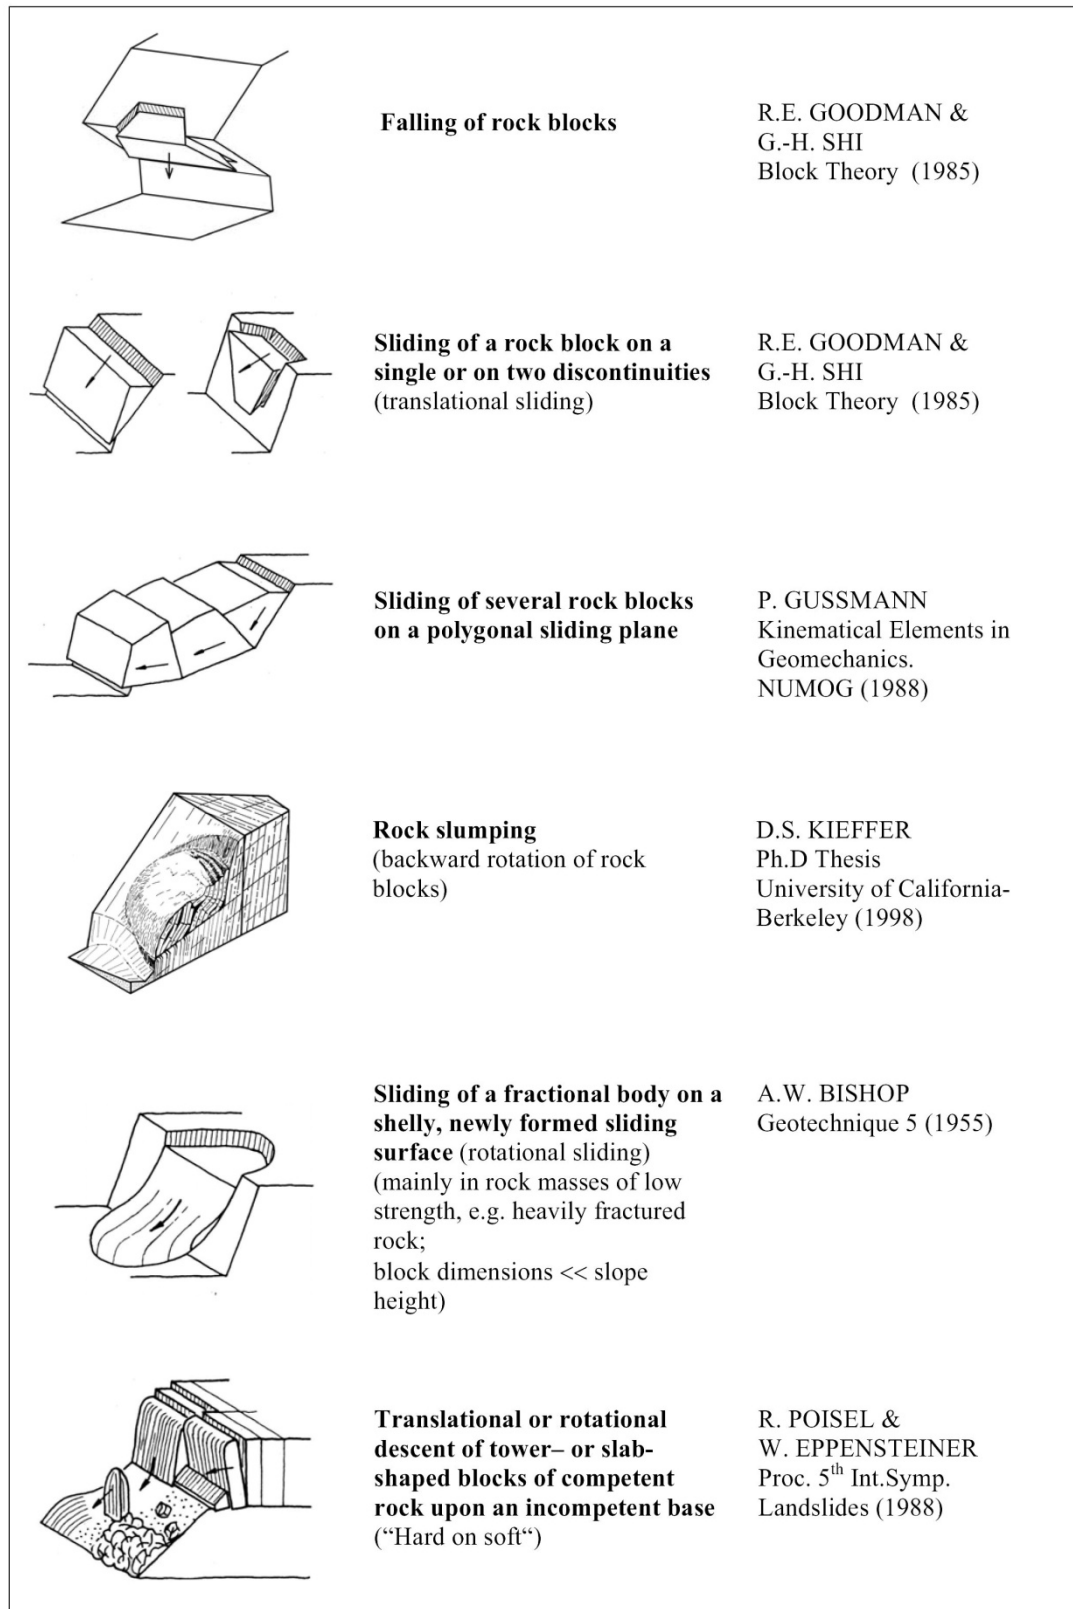 Falling of rock blocks
R.E. GOODMAN &
G.-H. SHI
Block Theory (1985)
Sliding of a rock block on a
single or on two discontinuities
(translational sliding)
R.E. GOODMAN &
G.-H. SHI
Block Theory (1985)
Sliding of several rock blocks
on a polygonal sliding plane
P. GUSSMANN
Kinematical Elements in
Geomechanics.
NUMOG (1988)
Rock slumping
(backward rotation of rock
blocks)
D.S. KIEFFER
Ph.D Thesis
University of California-
Berkeley (1998)
Sliding of a fractional body on a
shelly, newly formed sliding
surface (rotational sliding)
(mainly in rock masses of low
strength, e.g. heavily fractured
rock;
block dimensions << slope
height)
A.W. BISHOP
Geotechnique 5 (1955)
Translational or rotational
descent of tower– or slab-
shaped blocks of competent
rock upon an incompetent base
(“Hard on soft“)
R. POISEL &
W. EPPENSTEINER
Proc. 5th Int.Symp.
Landslides (1988)